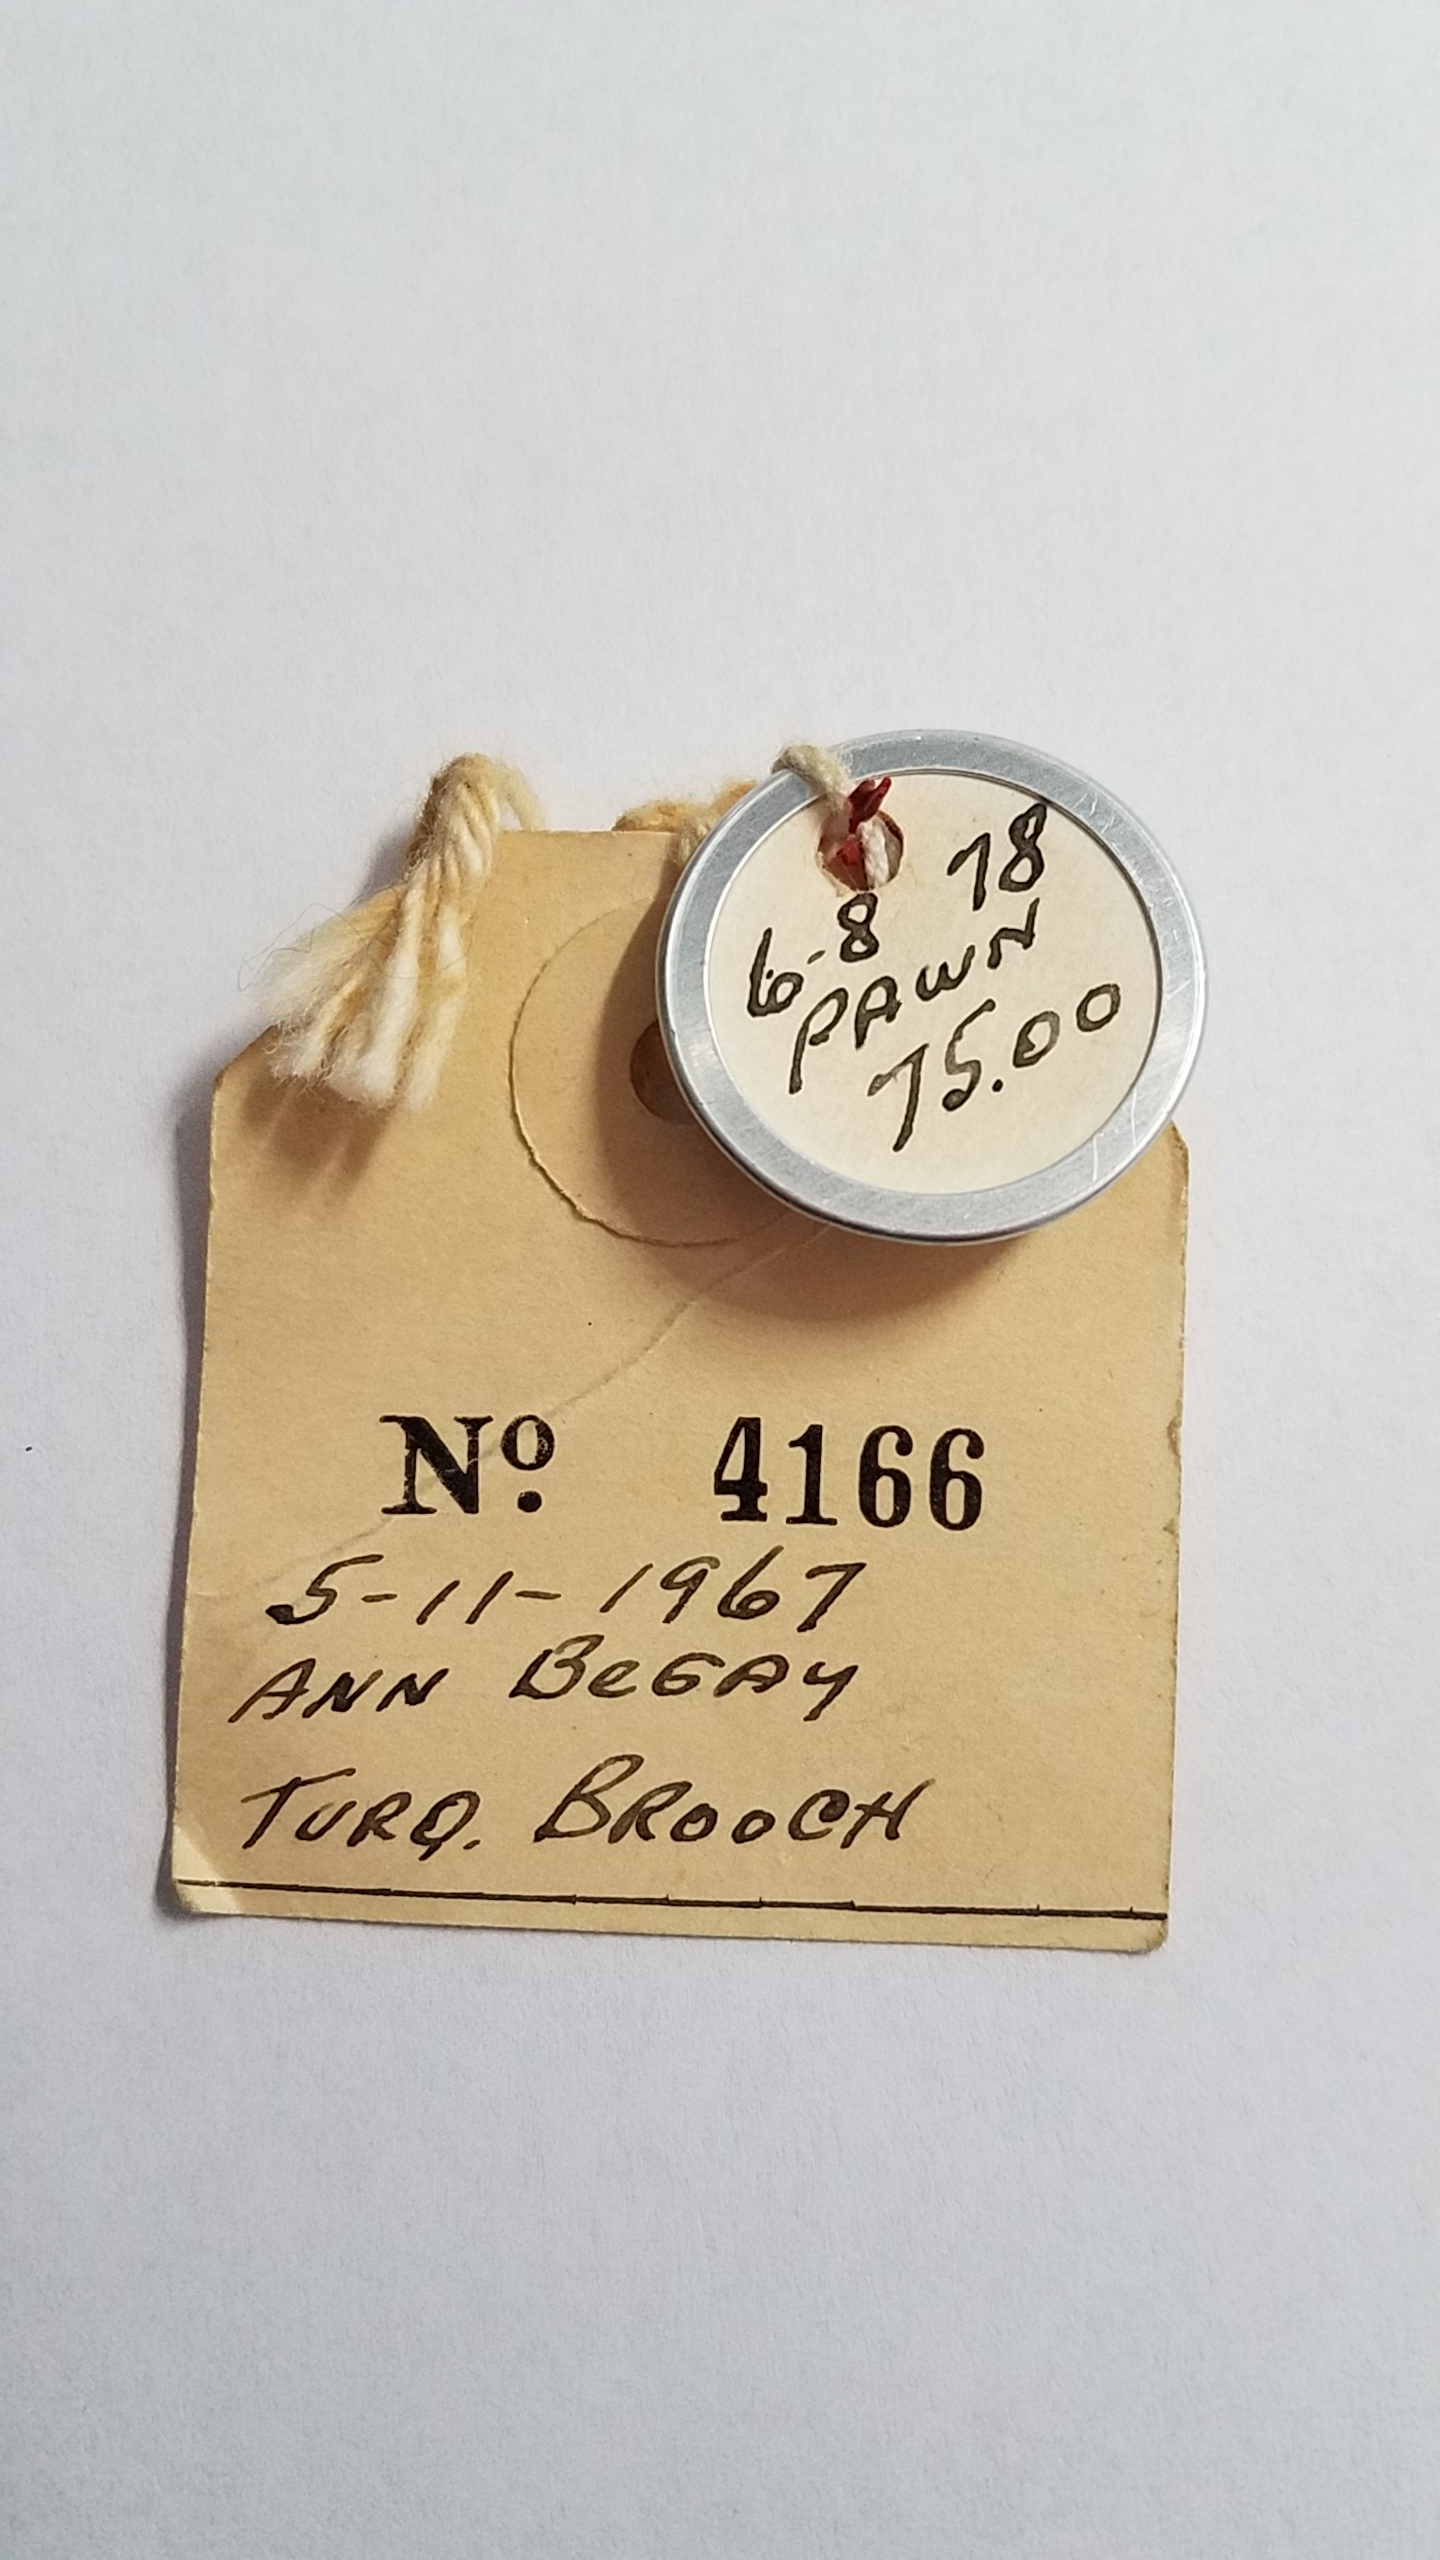 6-8 78
PAWN
75.00
No. 4166
5-11-1967
ANN BeGAy
TURQ. BROOCH